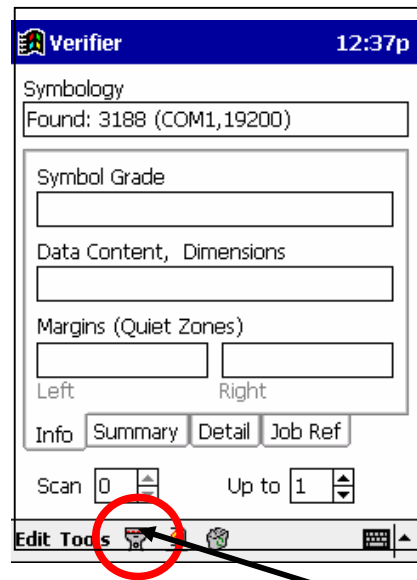 Verifier 12:37p
Symbology
Found: 3188 (COM1,19200)
Symbol Grade
Data Content, Dimensions
Margins (Quiet Zones)
Left Right
Info Summary Detail Job Ref
Scan 0 Up to 1
Edit Tools